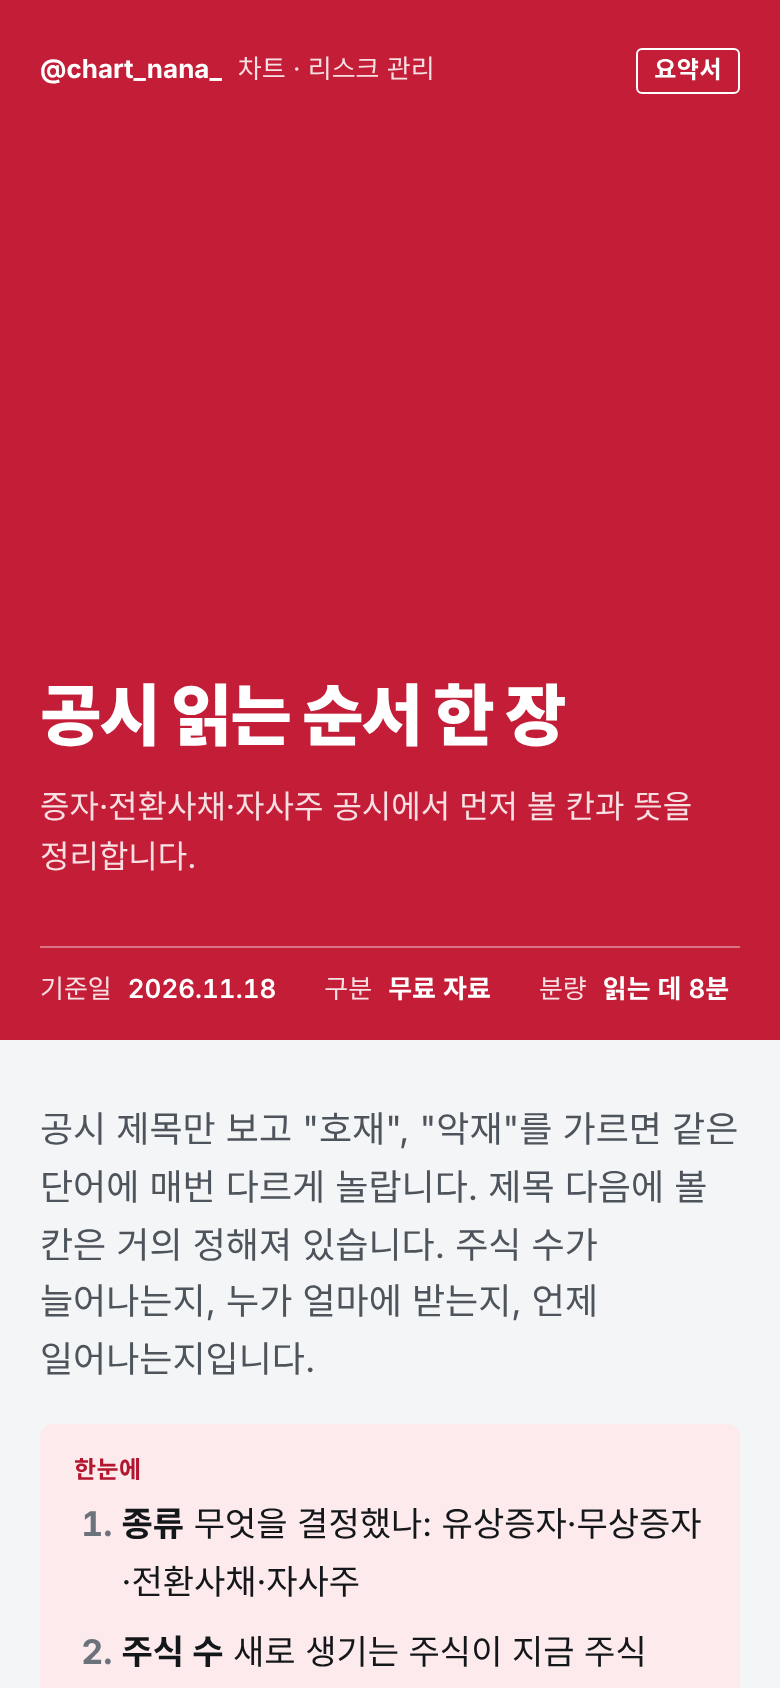 @chart_nana_ 차트 · 리스크 관리
요약서
공시 읽는 순서 한 장
증자·전환사채·자사주 공시에서 먼저 볼 칸과 뜻을
정리합니다.
기준일 2026.11.18 구분 무료 자료 분량 읽는 데 8분
공시 제목만 보고 "호재", "악재"를 가르면 같은
단어에 매번 다르게 놀랍니다. 제목 다음에 볼
칸은 거의 정해져 있습니다. 주식 수가
늘어나는지, 누가 얼마에 받는지, 언제
일어나는지입니다.
한눈에
1. 종류 무엇을 결정했나: 유상증자·무상증자
·전환사채·자사주
2. 주식 수 새로 생기는 주식이 지금 주식